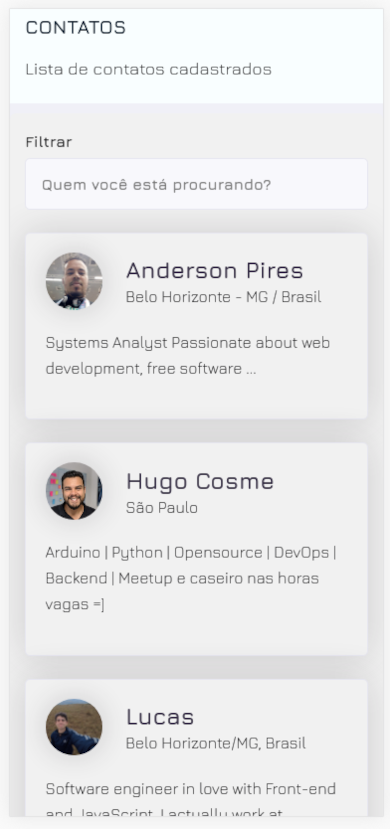 CONTATOS
Lista de contatos cadastrados
Filtrar
Quem você está procurando?
Anderson Pires
Belo Horizonte - MG / Brasil
Systems Analyst Passionate about web
development, free software ...
Hugo Cosme
São Paulo
Arduino | Python | Opensource | DevOps |
Backend | Meetup e caseiro nas horas
vagas =]
Lucas
Belo Horizonte/MG, Brasil
Software engineer in love with Front-end
and JavaScript. I actually work at